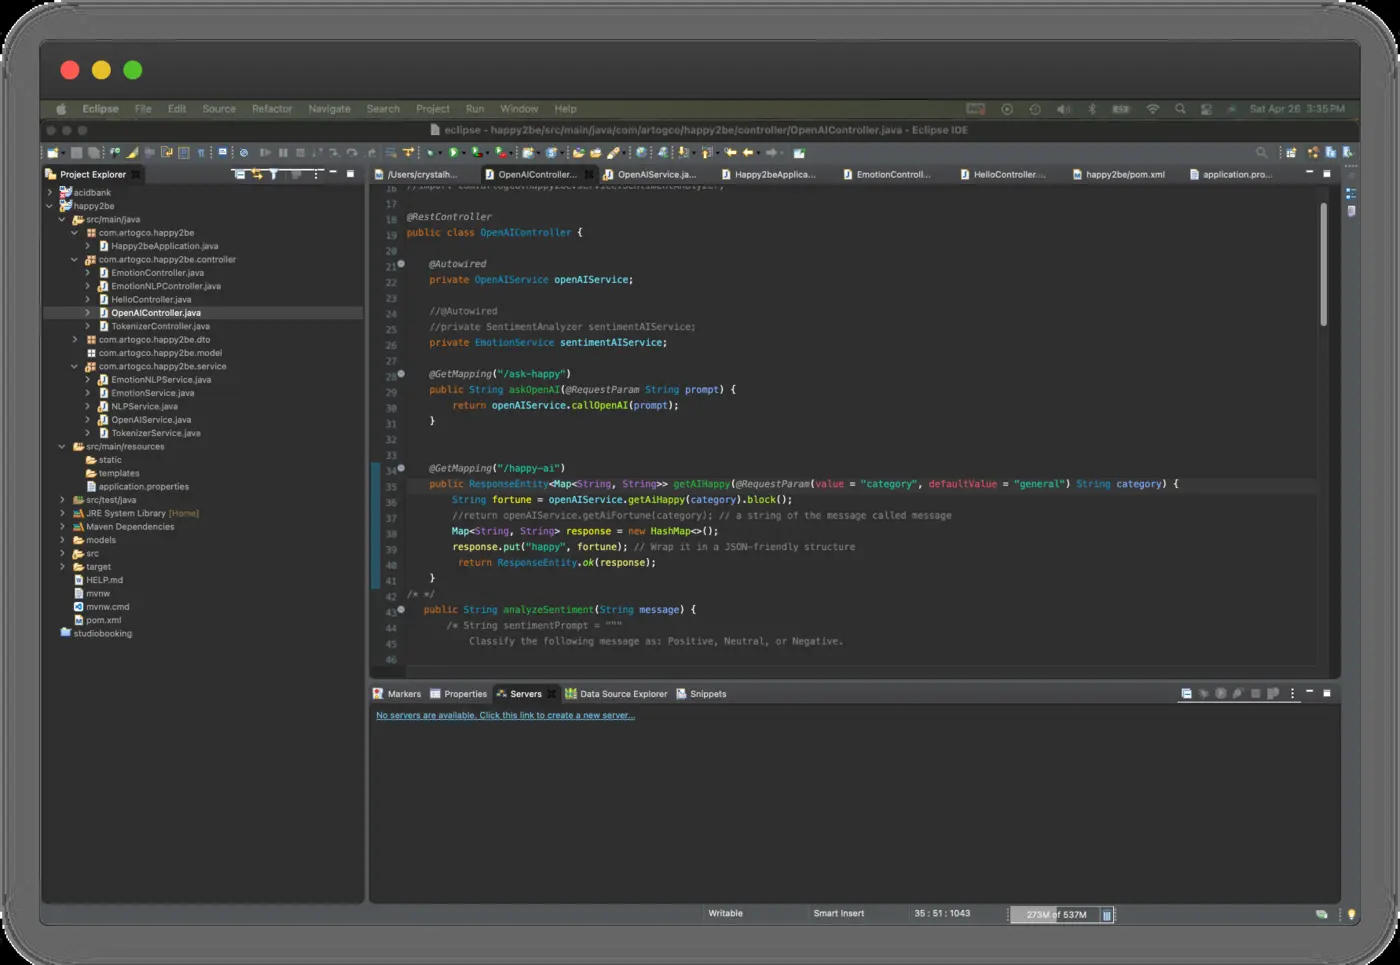 Eclipse File Edit Source Refactor Navigate Search Project Run Window Help Sat Apr 26 3:35 PM
eclipse - happy2be/src/main/java/com/artogco/happy2be/controller/OpenAIController.java - Eclipse IDE
Project Explorer
acidbank
happy2be
src/main/java
com.artogco.happy2be
Happy2beApplication.java
com.artogco.happy2be.controller
EmotionController.java
EmotionNLPController.java
HelloController.java
OpenAIController.java
TokenizerController.java
com.artogco.happy2be.dto
com.artogco.happy2be.model
com.artogco.happy2be.service
EmotionNLPService.java
EmotionService.java
NLPService.java
OpenAIService.java
TokenizerService.java
src/main/resources
static
templates
application.properties
src/test/java
JRE System Library [Home]
Maven Dependencies
models
src
target
HELP.md
mvnw
mvnw.cmd
pom.xml
studiobooking
/Users/crystalh... OpenAIController... OpenAIService.ja... Happy2beApplica... EmotionControll... HelloController.... happy2be/pom.xml application.pro...
16 //import com.artogco.happy2be.service.SentimentAnalyzer;
17
18 @RestController
19 public class OpenAIController {
20
21 @Autowired
22 private OpenAIService openAIService;
23
24 //@Autowired
25 //private SentimentAnalyzer sentimentAIService;
26 private EmotionService sentimentAIService;
27
28 @GetMapping("/ask-happy")
29 public String askOpenAI(@RequestParam String prompt) {
30 return openAIService.callOpenAI(prompt);
31 }
32
33
34 @GetMapping("/happy-ai")
35 public ResponseEntity<Map<String, String>> getAIHappy(@RequestParam(value = "category", defaultValue = "general") String category) {
36 String fortune = openAIService.getAiHappy(category).block();
37 //return openAIService.getAiFortune(category); // a string of the message called message
38 Map<String, String> response = new HashMap<>();
39 response.put("happy", fortune); // Wrap it in a JSON-friendly structure
40 return ResponseEntity.ok(response);
41 }
42 /* */
43 public String analyzeSentiment(String message) {
44 /* String sentimentPrompt = """
45 Classify the following message as: Positive, Neutral, or Negative.
46
Markers Properties Servers Data Source Explorer Snippets
No servers are available. Click this link to create a new server...
Writable Smart Insert 35 : 51 : 1043 273M of 537M